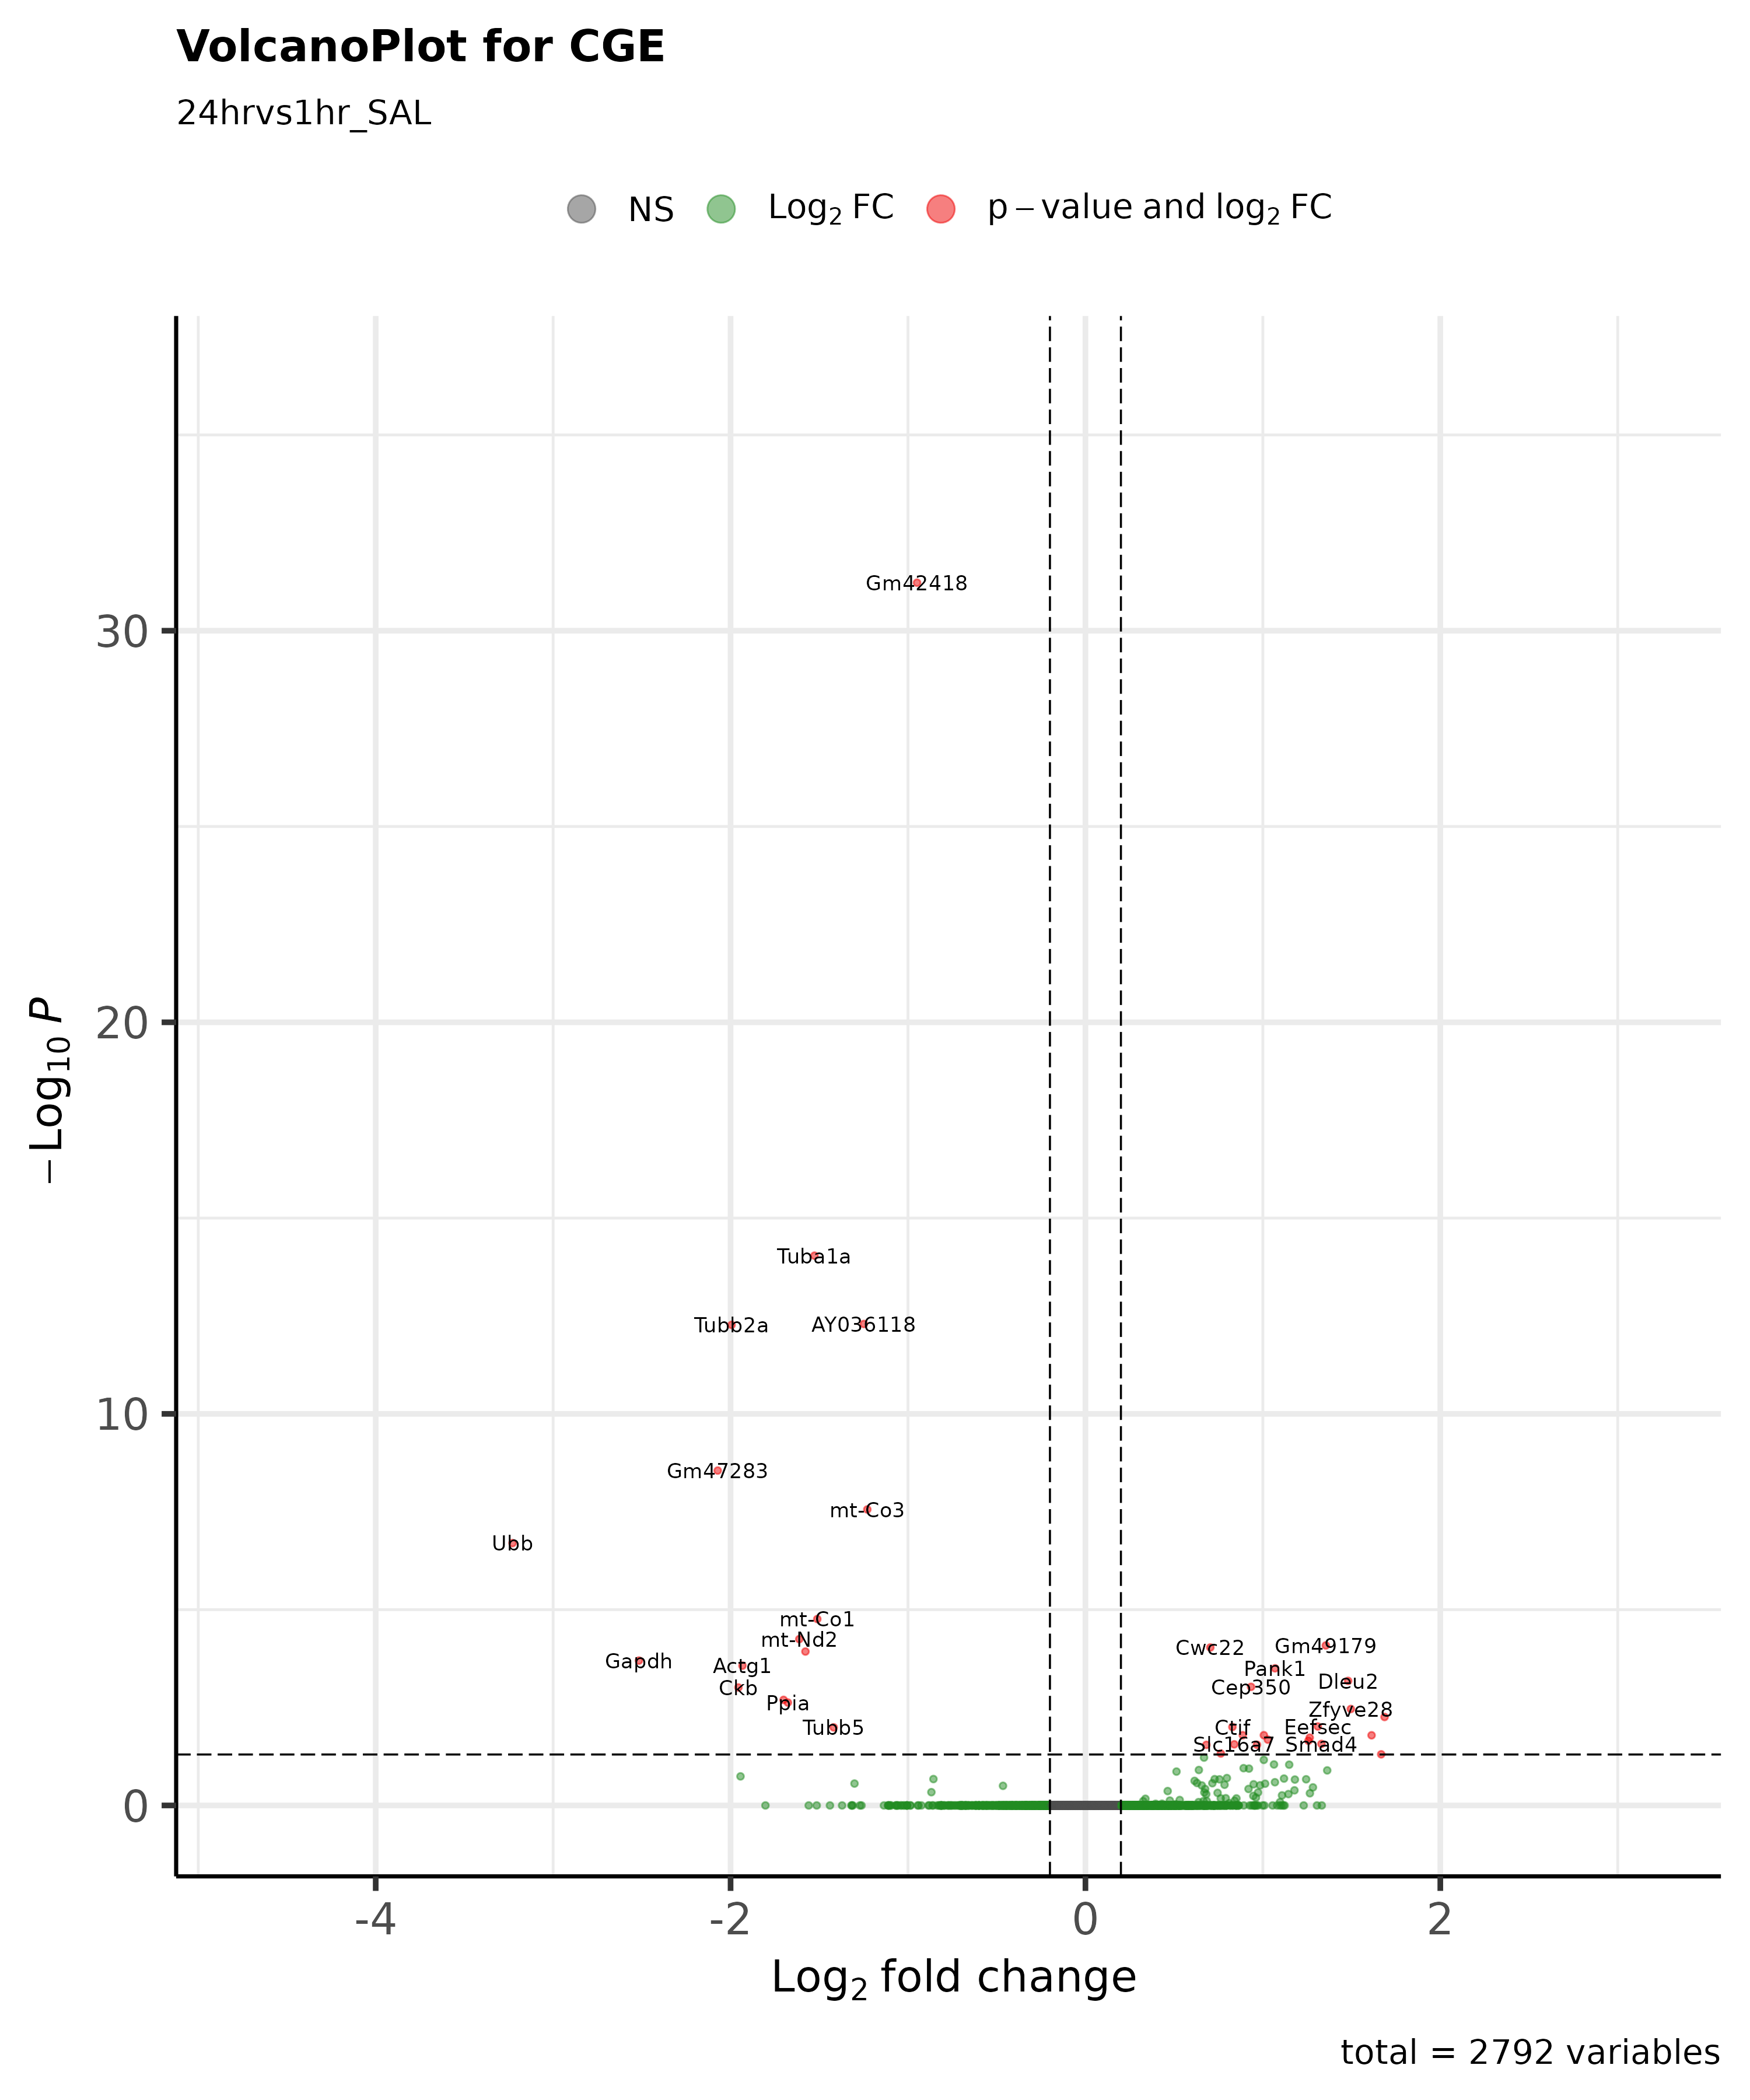 VolcanoPlot for CGE
24hrvs1hr_SAL
NS Log2 FC p−value and log2 FC
Gm42418
30
−Log10 P
20
Tuba1a
Tubb2a AY036118
10
Gm47283
mt-Co3
Ubb
mt-Co1
mt-Nd2 Cwc22 Gm49179
Gapdh Actg1 Pank1
Ckb Cep350 Dleu2
Ppia Zfyve28
Tubb5 Ctif Eefsec
Slc16a7 Smad4
0
-4 -2 0 2
Log2 fold change
total = 2792 variables